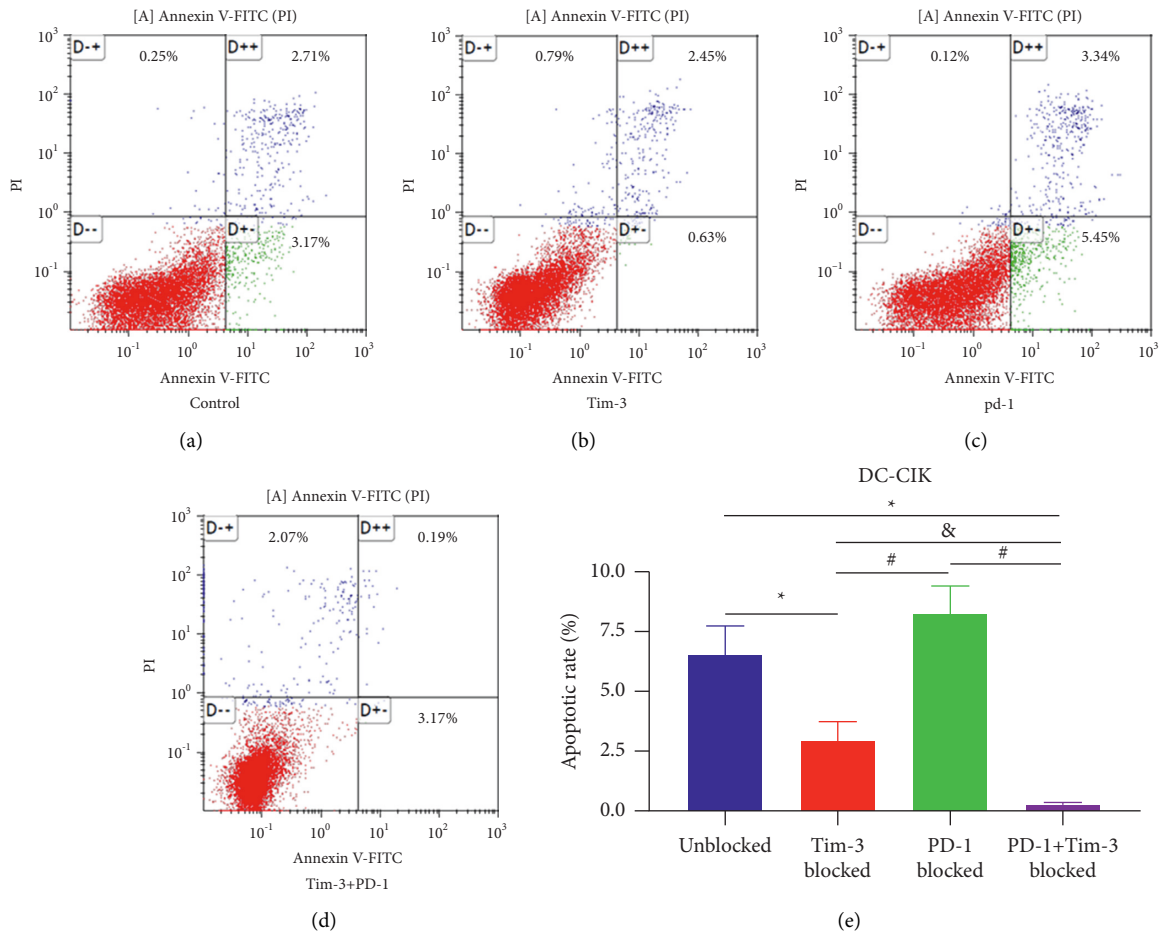 [A] Annexin V-FITC (PI)
10³
D-+
0.25%
D++
2.71%
10²
10¹
PI
10⁰
D--
D+-
3.17%
10⁻¹
10⁻¹ 10⁰ 10¹ 10² 10³
Annexin V-FITC
Control
(a)
[A] Annexin V-FITC (PI)
10³
D-+
0.79%
D++
2.45%
10²
10¹
PI
10⁰
D--
D+-
0.63%
10⁻¹
10⁻¹ 10⁰ 10¹ 10² 10³
Annexin V-FITC
Tim-3
(b)
[A] Annexin V-FITC (PI)
10³
D-+
0.12%
D++
3.34%
10²
10¹
PI
10⁰
D--
D+-
5.45%
10⁻¹
10⁻¹ 10⁰ 10¹ 10² 10³
Annexin V-FITC
pd-1
(c)
[A] Annexin V-FITC (PI)
10³
D-+
2.07%
D++
0.19%
10²
10¹
PI
10⁰
D--
D+-
3.17%
10⁻¹
10⁻¹ 10⁰ 10¹ 10² 10³
Annexin V-FITC
Tim-3+PD-1
(d)
DC-CIK
*
&
# #
*
10.0
7.5
5.0
2.5
0.0
Apoptotic rate (%)
Unblocked
Tim-3
blocked
PD-1
blocked
PD-1+Tim-3
blocked
(e)